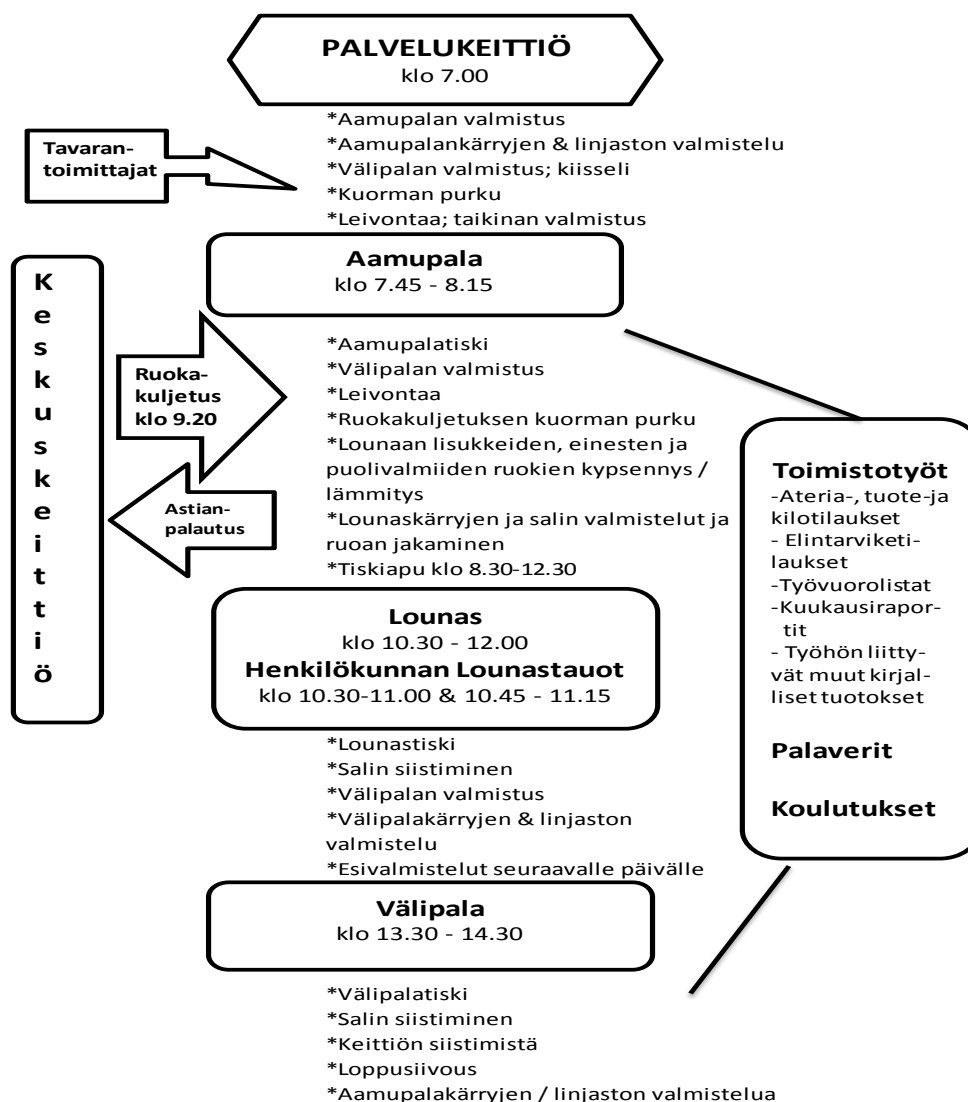 PALVELUKEITTIÖ
klo 7.00
*Aamupalan valmistus
*Aamupalankärryjen & linjaston valmistelu
*Välipalan valmistus; kiisseli
*Kuorman purku
*Leivontaa; taikinan valmistus
Tavaran-
toimittajat
Aamupala
klo 7.45 - 8.15
Keskuskeittiö
Ruoka-
kuljetus
klo 9.20
Astian-
palautus
*Aamupalatiski
*Välipalan valmistus
*Leivontaa
*Ruokakuljetuksen kuorman purku
*Lounaan lisukkeiden, einesten ja
puolivalmiiden ruokien kypsennys /
lämmitys
*Lounaskärryjen ja salin valmistelut ja
ruoan jakaminen
*Tiskiapu klo 8.30-12.30
Lounas
klo 10.30 - 12.00
Henkilökunnan Lounastauot
klo 10.30-11.00 & 10.45 - 11.15
*Lounastiski
*Salin siistiminen
*Välipalan valmistus
*Välipalakärryjen & linjaston
valmistelu
*Esivalmistelut seuraavalle päivälle
Välipala
klo 13.30 - 14.30
*Välipalatiski
*Salin siistiminen
*Keittiön siistimistä
*Loppusiivous
*Aamupalakärryjen / linjaston valmistelua
Toimistotyöt
-Ateria-, tuote-ja
kilotilaukset
- Elintarviketi-
laukset
-Työvuorolistat
-Kuukausirapor-
tit
- Työhön liitty-
vät muut kirjal-
liset tuotokset
Palaverit
Koulutukset